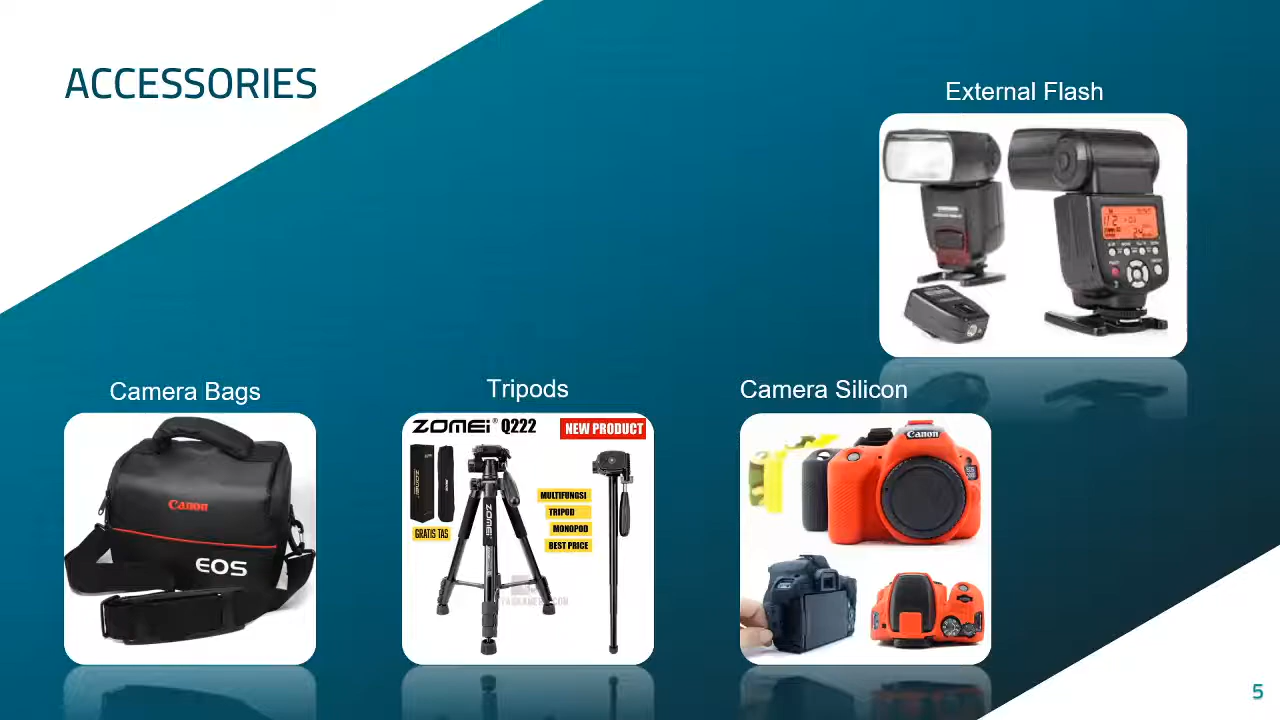 ACCESSORIES
External Flash
Camera Bags
Tripods
Camera Silicon
Canon
EOS
ZOMEi® Q222
NEW PRODUCT
ZOMEI
GRATIS TAS
MULTIFUNGSI
TRIPOD
MONOPOD
BEST PRICE
Canon
5